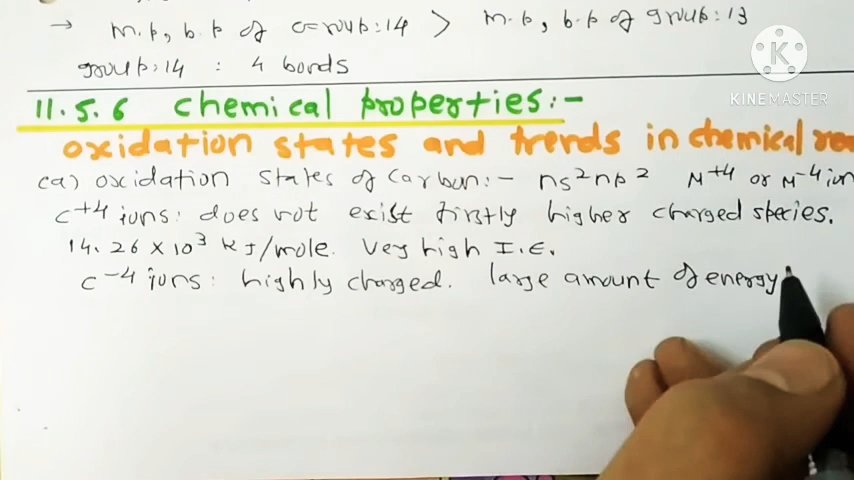 → m.p, b.p of Group:14 > m.p, b.p of group:13
group:14 : 4 bonds
KINEMASTER
11.5.6 chemical properties:-
oxidation states and trends in chemical rea
(a) oxidation states of carbon:- ns²np² M+4 or M-4 ion
C+4 ions: does not exist firstly higher charged species.
14.26 × 10³ kJ/mole. Very high I.E.
C-4 ions: highly charged. large amount of energy